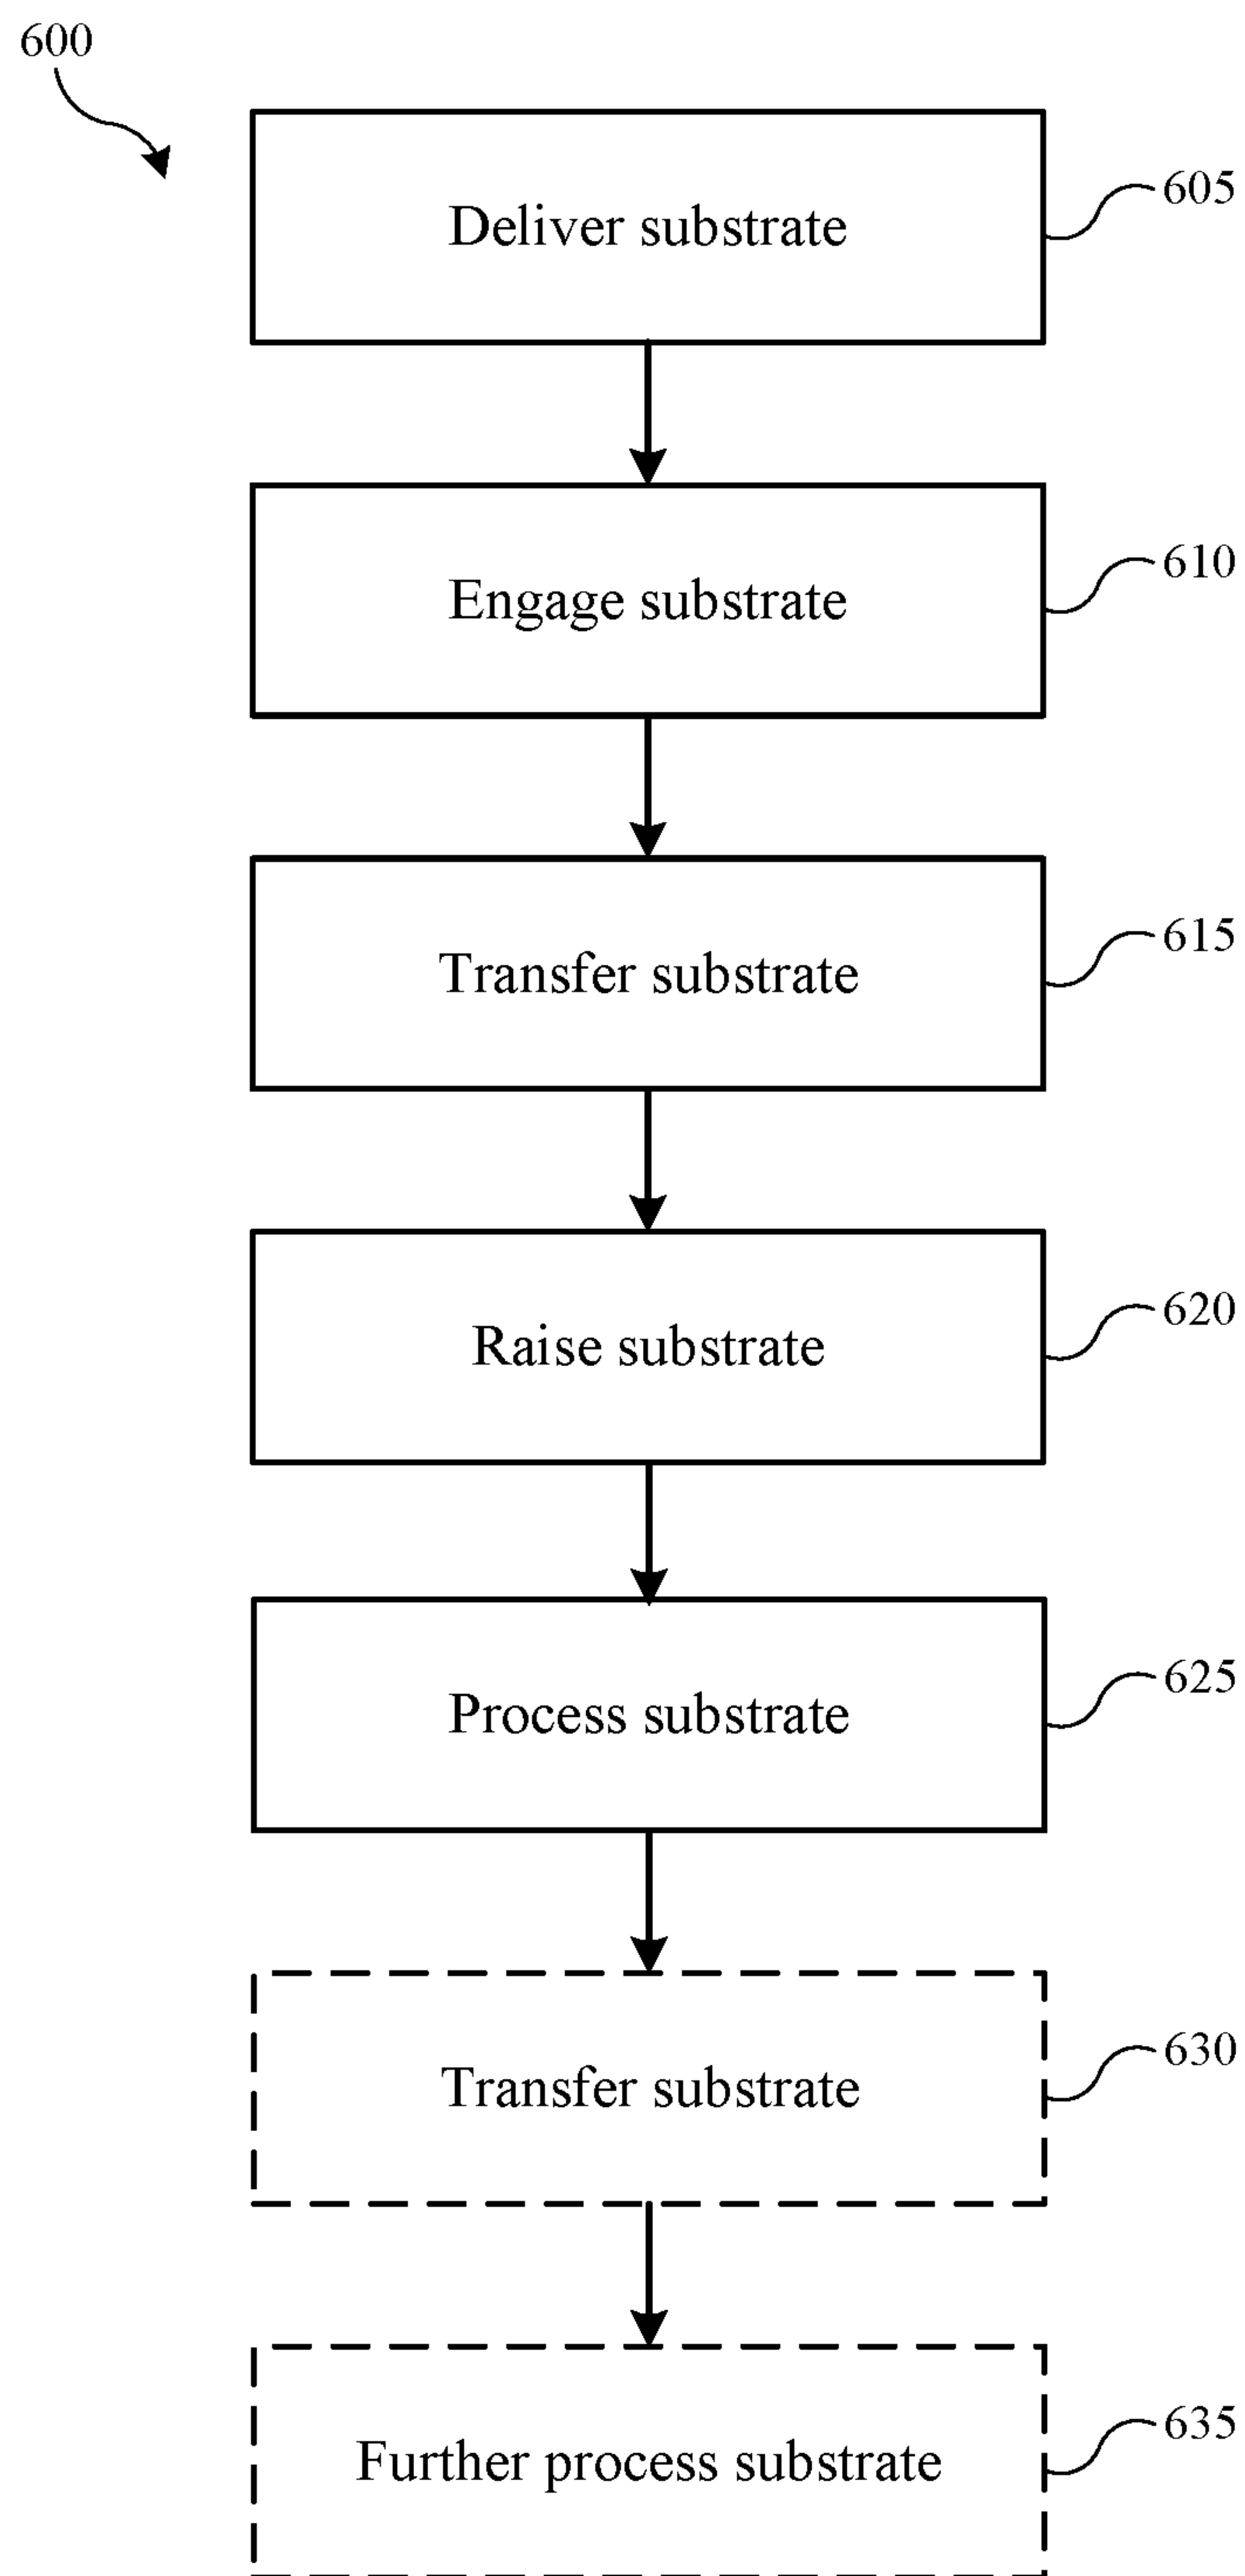 600
Deliver substrate
605
Engage substrate
610
Transfer substrate
615
Raise substrate
620
Process substrate
625
Transfer substrate
630
Further process substrate
635